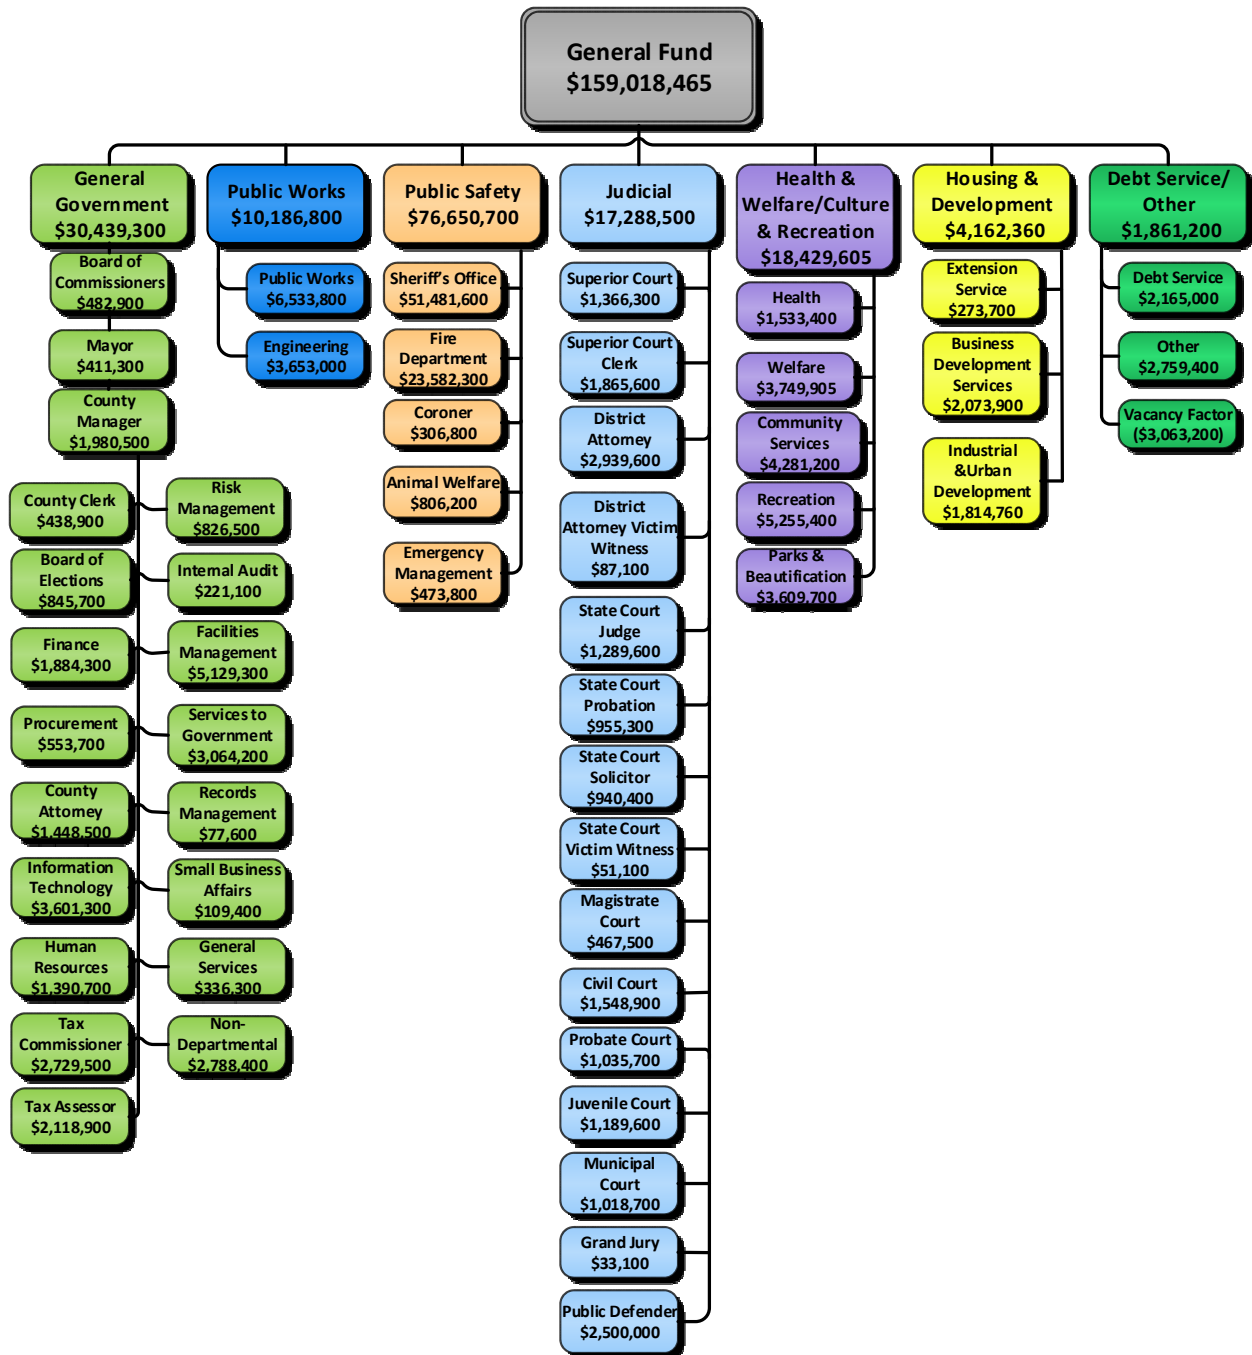 General Fund
$159,018,465
General
Government
$30,439,300
Public Works
$10,186,800
Public Safety
$76,650,700
Judicial
$17,288,500
Health &
Welfare/Culture
& Recreation
$18,429,605
Housing &
Development
$4,162,360
Debt Service/
Other
$1,861,200
Board of
Commissioners
$482,900
Mayor
$411,300
County
Manager
$1,980,500
County Clerk
$438,900
Risk
Management
$826,500
Board of
Elections
$845,700
Internal Audit
$221,100
Finance
$1,884,300
Facilities
Management
$5,129,300
Procurement
$553,700
Services to
Government
$3,064,200
County
Attorney
$1,448,500
Records
Management
$77,600
Information
Technology
$3,601,300
Small Business
Affairs
$109,400
Human
Resources
$1,390,700
General
Services
$336,300
Tax
Commissioner
$2,729,500
Non-
Departmental
$2,788,400
Tax Assessor
$2,118,900
Public Works
$6,533,800
Engineering
$3,653,000
Sheriff's Office
$51,481,600
Fire
Department
$23,582,300
Coroner
$306,800
Animal Welfare
$806,200
Emergency
Management
$473,800
Superior Court
$1,366,300
Superior Court
Clerk
$1,865,600
District
Attorney
$2,939,600
District
Attorney Victim
Witness
$87,100
State Court
Judge
$1,289,600
State Court
Probation
$955,300
State Court
Solicitor
$940,400
State Court
Victim Witness
$51,100
Magistrate
Court
$467,500
Civil Court
$1,548,900
Probate Court
$1,035,700
Juvenile Court
$1,189,600
Municipal
Court
$1,018,700
Grand Jury
$33,100
Public Defender
$2,500,000
Health
$1,533,400
Welfare
$3,749,905
Community
Services
$4,281,200
Recreation
$5,255,400
Parks &
Beautification
$3,609,700
Extension
Service
$273,700
Business
Development
Services
$2,073,900
Industrial
&Urban
Development
$1,814,760
Debt Service
$2,165,000
Other
$2,759,400
Vacancy Factor
($3,063,200)